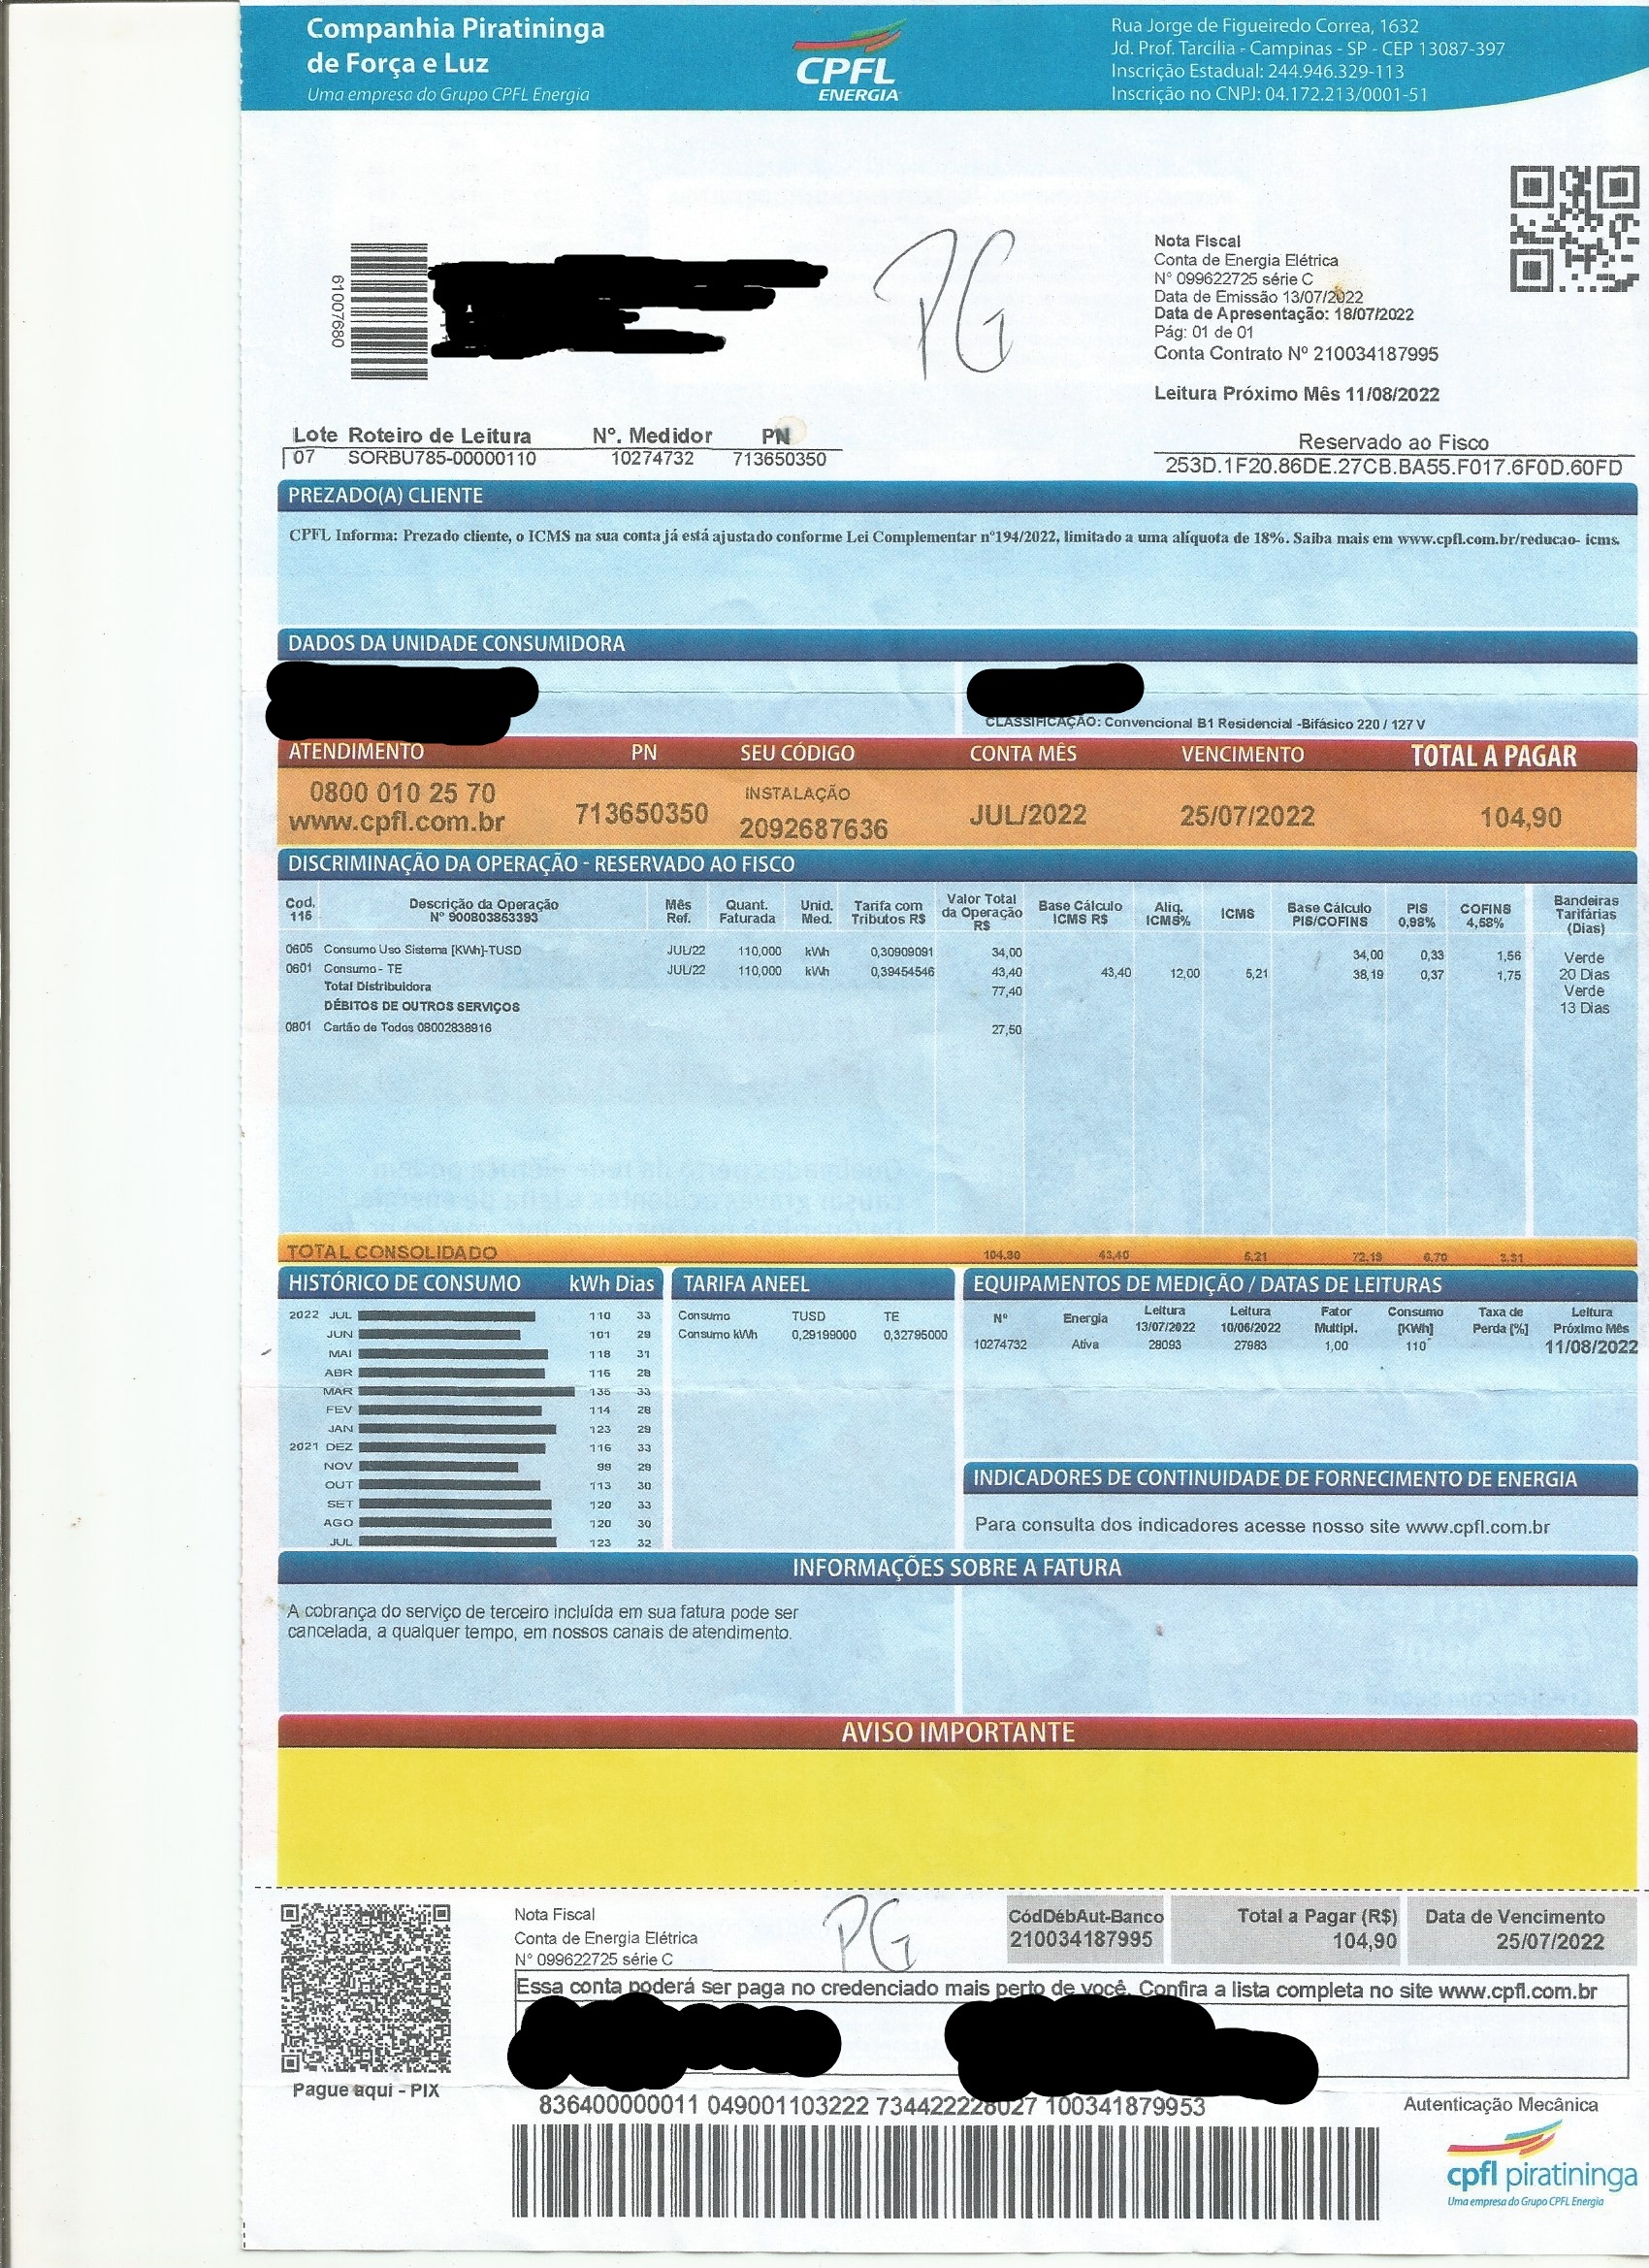 Companhia Piratininga
de Força e Luz
Uma empresa do Grupo CPFL Energia
CPFL
ENERGIA
Rua Jorge de Figueiredo Correa, 1632
Jd. Prof. Tarcília - Campinas - SP - CEP 13087-397
Inscrição Estadual: 244.946.329-113
Inscrição no CNPJ: 04.172.213/0001-51
61007680
PG
Nota Fiscal
Conta de Energia Elétrica
N° 099622725 série C
Data de Emissão 13/07/2022
Data de Apresentação: 18/07/2022
Pág: 01 de 01
Conta Contrato Nº 210034187995
Leitura Próximo Mês 11/08/2022
Lote Roteiro de Leitura Nº. Medidor PN
07 SORBU785-00000110 10274732 713650350
Reservado ao Fisco
253D.1F20.86DE.27CB.BA55.F017.6F0D.60FD
PREZADO(A) CLIENTE
CPFL Informa: Prezado cliente, o ICMS na sua conta já está ajustado conforme Lei Complementar nº194/2022, limitado a uma alíquota de 18%. Saiba mais em www.cpfl.com.br/reducao- icms.
DADOS DA UNIDADE CONSUMIDORA
CLASSIFICAÇÃO: Convencional B1 Residencial -Bifásico 220 / 127 V
ATENDIMENTO PN SEU CÓDIGO CONTA MÊS VENCIMENTO TOTAL A PAGAR
0800 010 25 70
www.cpfl.com.br
713650350
INSTALAÇÃO
2092687636
JUL/2022 25/07/2022 104,90
DISCRIMINAÇÃO DA OPERAÇÃO - RESERVADO AO FISCO
Cod.
115
Descrição da Operação
Nº 900803853393
Mês
Ref.
Quant.
Faturada
Unid.
Med.
Tarifa com
Tributos R$
Valor Total
da Operação
R$
Base Cálculo
ICMS R$
Aliq.
ICMS%
ICMS
Base Cálculo
PIS/COFINS
PIS
0,98%
COFINS
4,58%
Bandeiras
Tarifárias
(Dias)
0605 Consumo Uso Sistema [KWh]-TUSD JUL/22 110,000 kWh 0,30909091 34,00 34,00 0,33 1,56
0601 Consumo - TE JUL/22 110,000 kWh 0,39454546 43,40 43,40 12,00 5,21 38,19 0,37 1,75
Total Distribuidora 77,40
DÉBITOS DE OUTROS SERVIÇOS
0801 Cartão de Todos 08002838916 27,50
Verde
20 Dias
Verde
13 Dias
TOTAL CONSOLIDADO 104,90 43,40 5,21 72,19 0,70 3,31
HISTÓRICO DE CONSUMO kWh Dias
2022 JUL 110 33
JUN 101 29
MAI 118 31
ABR 116 28
MAR 135 33
FEV 114 28
JAN 123 29
2021 DEZ 116 33
NOV 99 29
OUT 113 30
SET 120 33
AGO 120 30
JUL 123 32
TARIFA ANEEL
Consumo TUSD TE
Consumo kWh 0,29199000 0,32795000
EQUIPAMENTOS DE MEDIÇÃO / DATAS DE LEITURAS
Nº
Energia
Leitura
13/07/2022
Leitura
10/06/2022
Fator
Multipl.
Consumo
[KWh]
Taxa de
Perda [%]
Leitura
Próximo Mês
10274732 Ativa 28093 27983 1,00 110 11/08/2022
INDICADORES DE CONTINUIDADE DE FORNECIMENTO DE ENERGIA
Para consulta dos indicadores acesse nosso site www.cpfl.com.br
INFORMAÇÕES SOBRE A FATURA
A cobrança do serviço de terceiro incluída em sua fatura pode ser
cancelada, a qualquer tempo, em nossos canais de atendimento.
AVISO IMPORTANTE
Pague aqui - PIX
Nota Fiscal
Conta de Energia Elétrica
N° 099622725 série C
PG
CódDébAut-Banco
210034187995
Total a Pagar (R$)
104,90
Data de Vencimento
25/07/2022
Essa conta poderá ser paga no credenciado mais perto de você. Confira a lista completa no site www.cpfl.com.br
836400000011 049001103222 734422228027 100341879953
Autenticação Mecânica
cpfl piratininga
Uma empresa do Grupo CPFL Energia